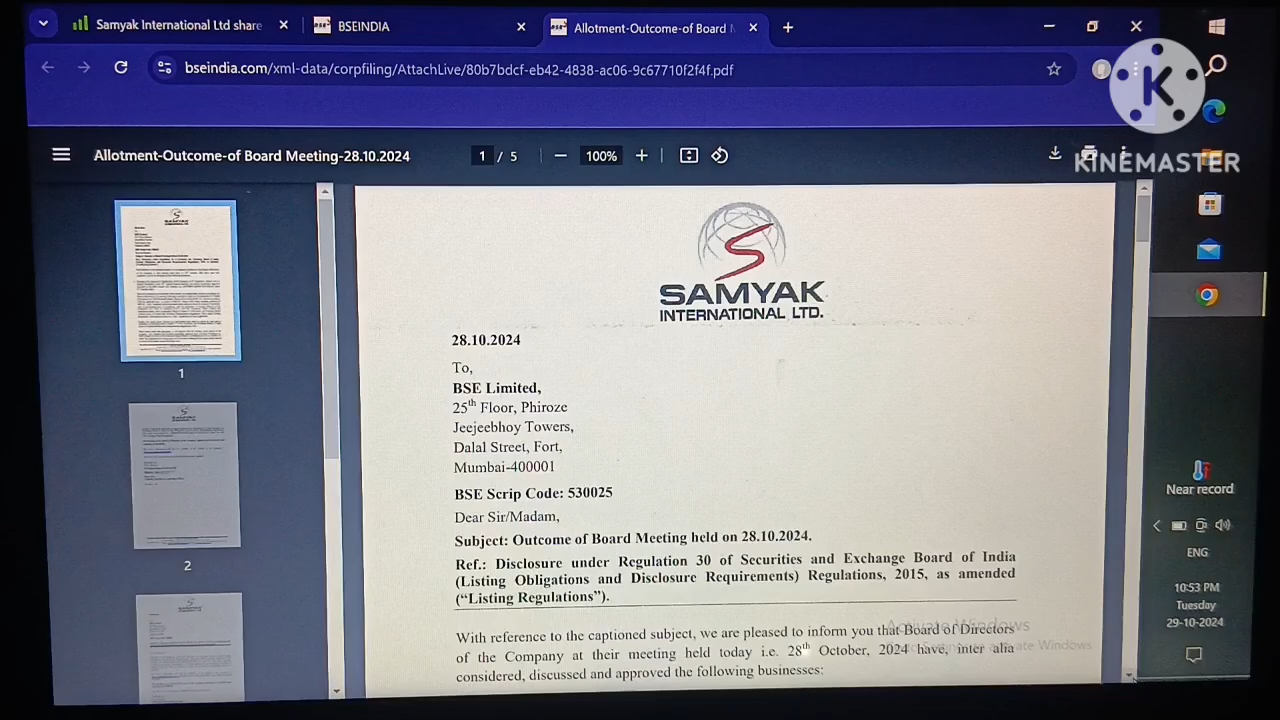 Samyak International Ltd share
BSEINDIA
Allotment-Outcome-of Board M
bseindia.com/xml-data/corpfiling/AttachLive/80b7bdcf-eb42-4838-ac06-9c67710f2f4f.pdf
K
KINEMASTER
Allotment-Outcome-of Board Meeting-28.10.2024
1 / 5
100%
1
2
SAMYAK
INTERNATIONAL LTD.
28.10.2024
To,
BSE Limited,
25th Floor, Phiroze
Jeejeebhoy Towers,
Dalal Street, Fort,
Mumbai-400001
BSE Scrip Code: 530025
Dear Sir/Madam,
Subject: Outcome of Board Meeting held on 28.10.2024.
Ref.: Disclosure under Regulation 30 of Securities and Exchange Board of India
(Listing Obligations and Disclosure Requirements) Regulations, 2015, as amended
(“Listing Regulations”).
With reference to the captioned subject, we are pleased to inform you that Board of Directors
of the Company at their meeting held today i.e. 28th October, 2024 have, inter alia
considered, discussed and approved the following businesses:
Activate Windows
Near record
ENG
10:53 PM
Tuesday
29-10-2024